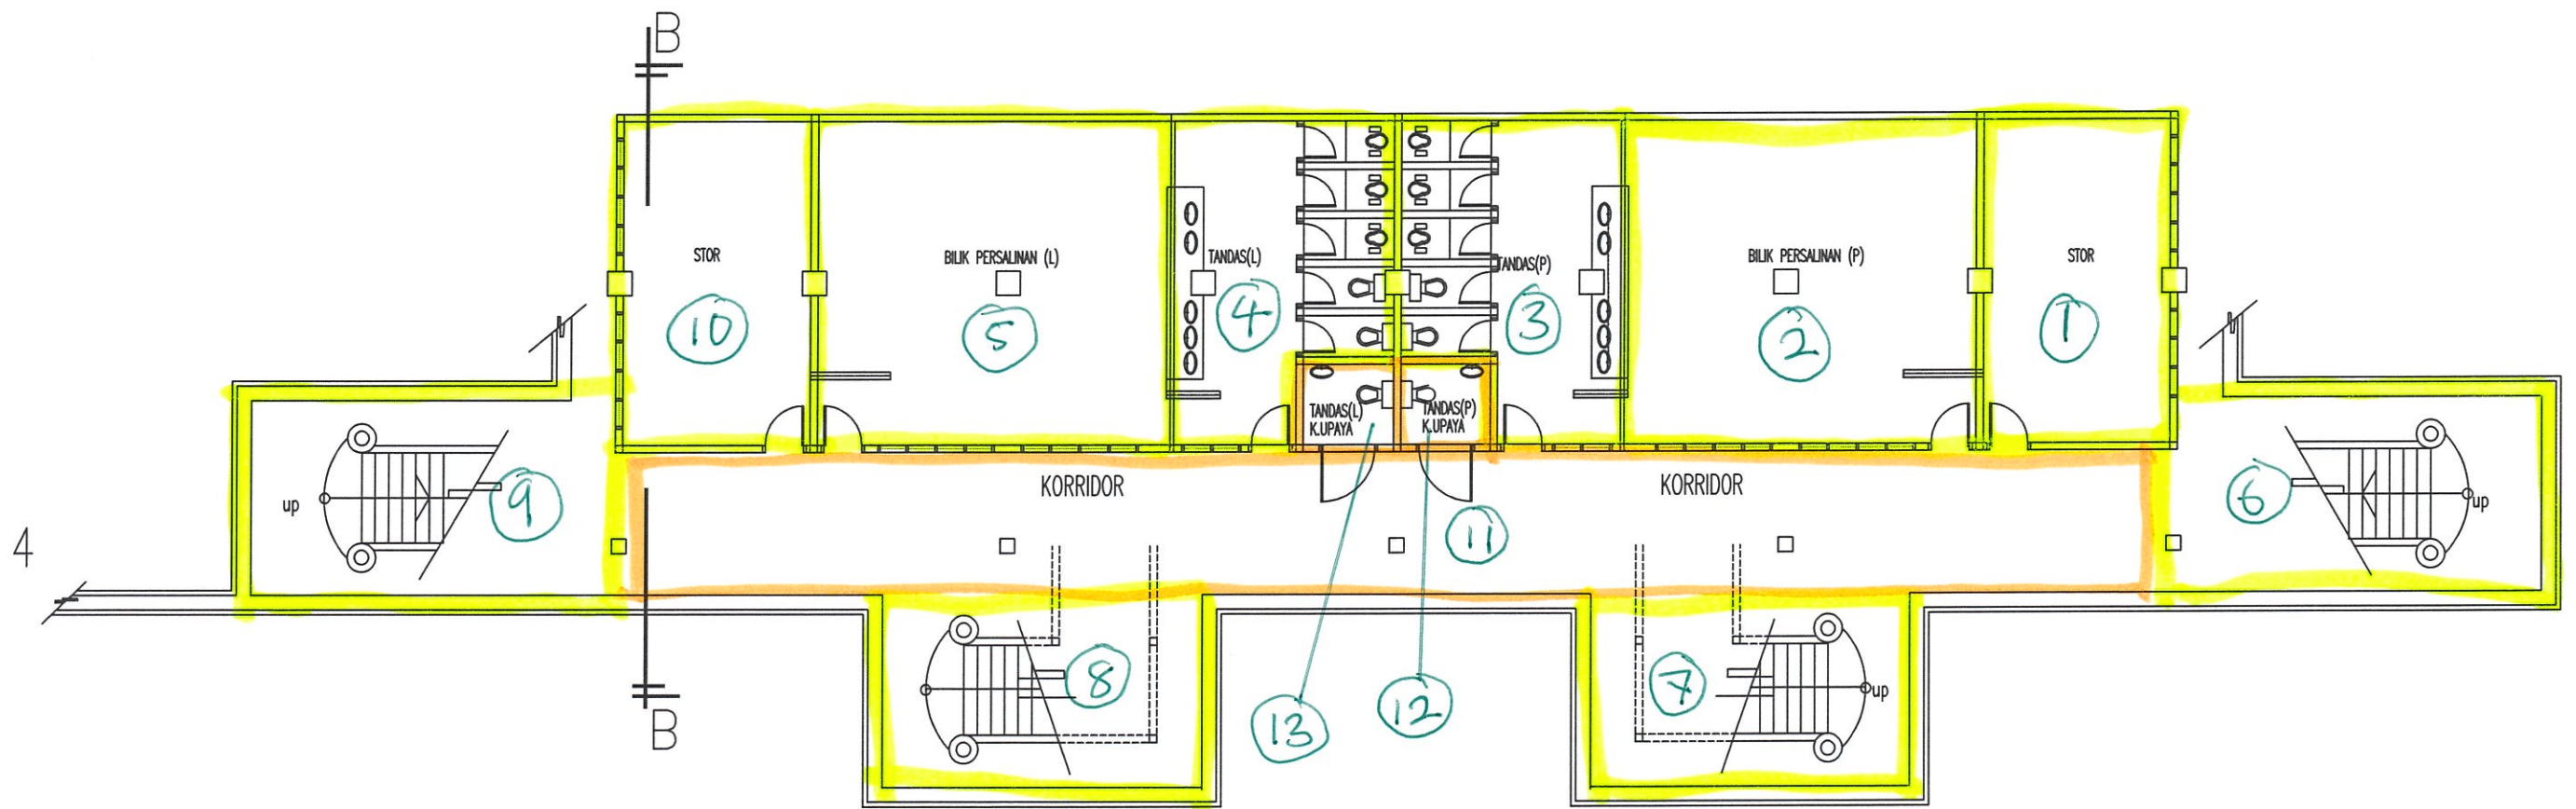 B
STOR
BILIK PERSALINAN (L)
TANDAS(L)
TANDAS(P)
BILIK PERSALINAN (P)
STOR
10
5
4
3
2
1
TANDAS(L)
K.UPAYA
TANDAS(P)
K.UPAYA
KORRIDOR
KORRIDOR
up
9
11
6
up
4
8
7
up
13
12
B